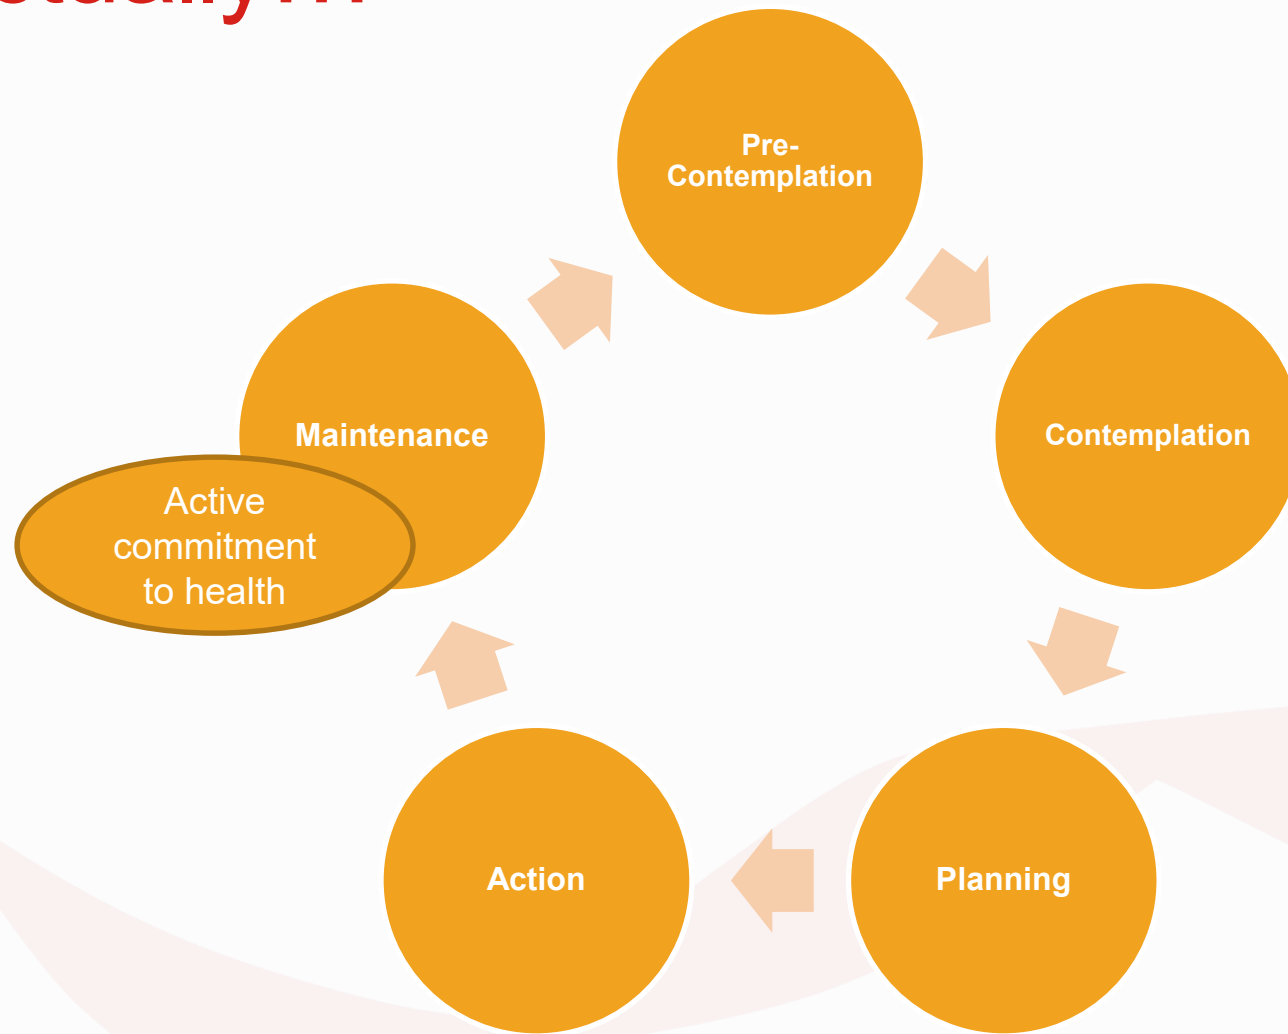 Pre-
Contemplation
Contemplation
Maintenance
Active
commitment
to health
Action
Planning